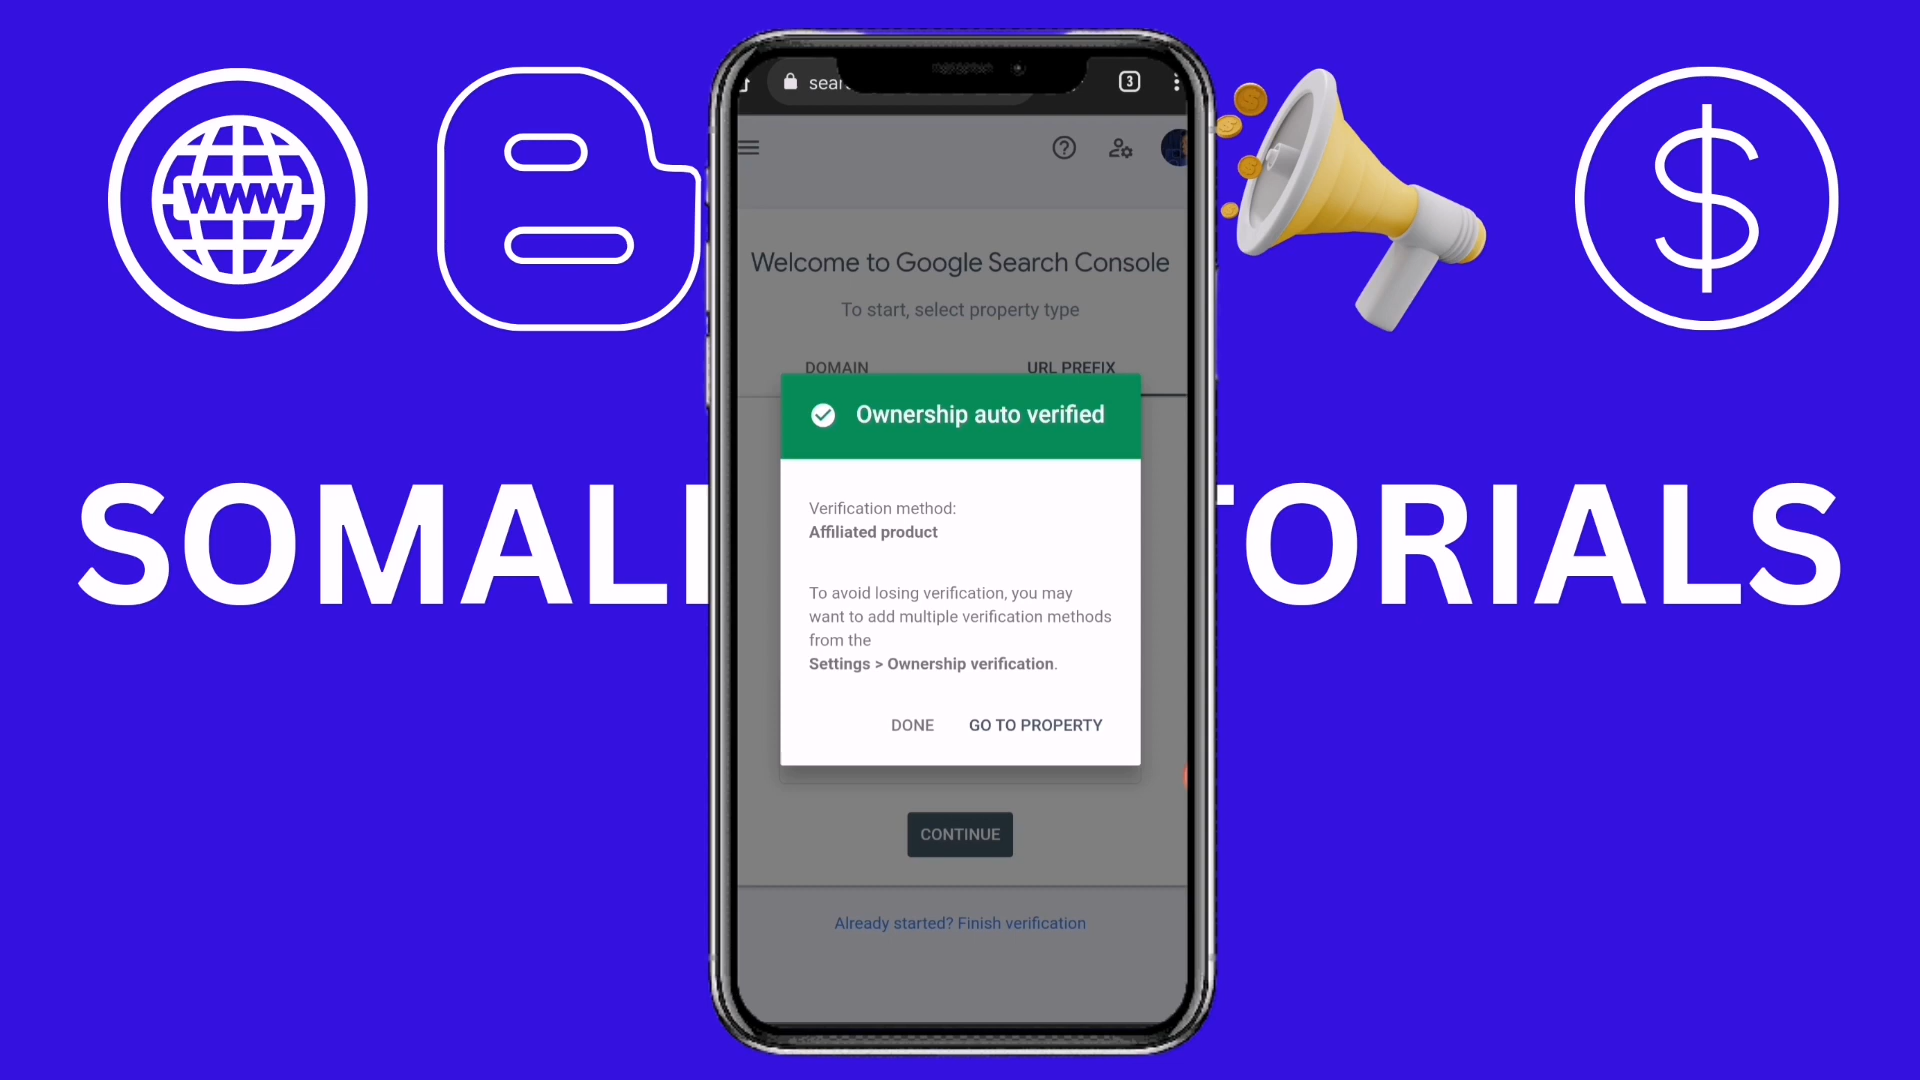 WWW
3
Welcome to Google Search Console
To start, select property type
DOMAIN
URL PREFIX
Ownership auto verified
SOMALI TORIALS
Verification method:
Affiliated product
To avoid losing verification, you may
want to add multiple verification methods
from the
Settings > Ownership verification.
DONE
GO TO PROPERTY
CONTINUE
Already started? Finish verification